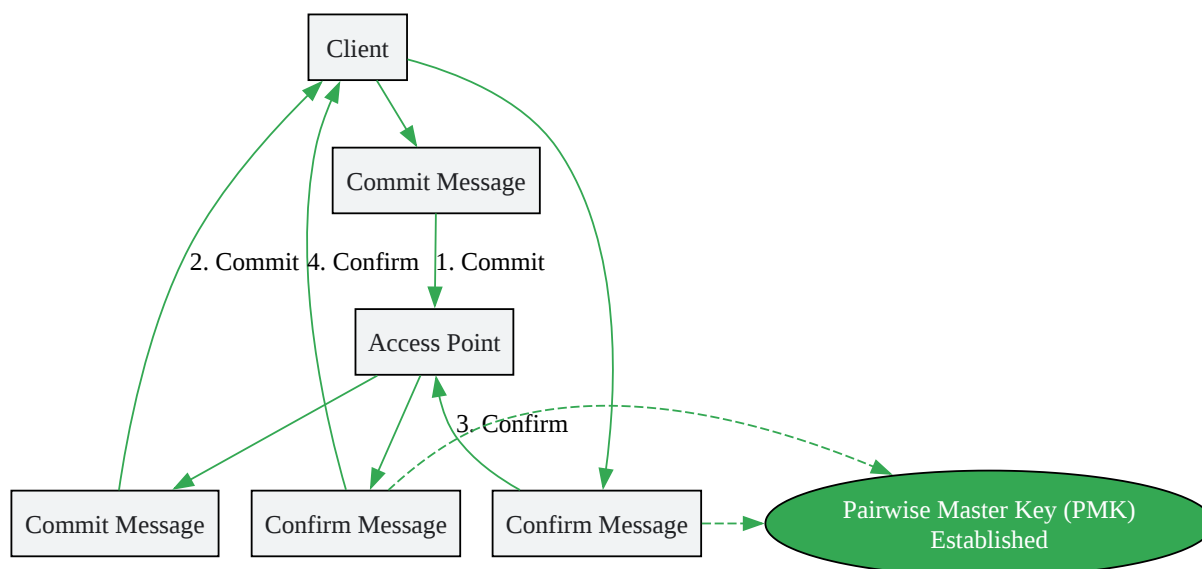 Client
Commit Message
2. Commit
4. Confirm
1. Commit
Access Point
3. Confirm
Commit Message
Confirm Message
Confirm Message
Pairwise Master Key (PMK)
Established